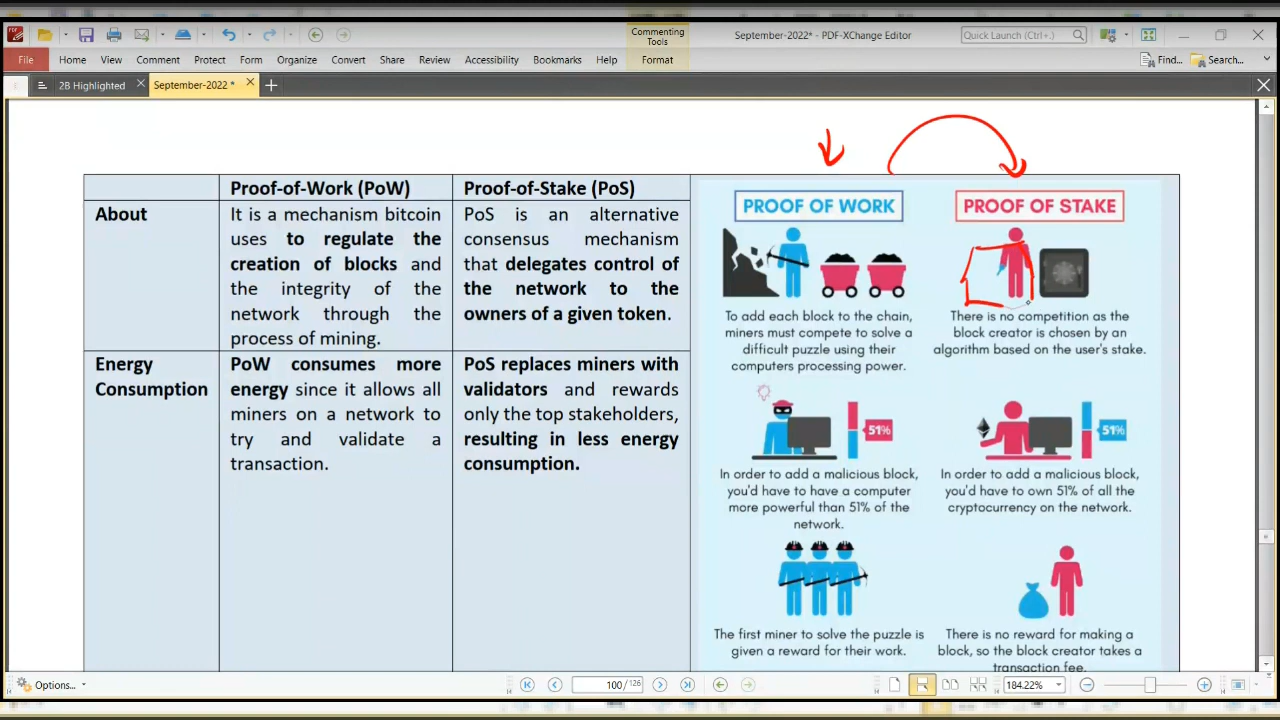 Commenting
Tools
September-2022* - PDF-XChange Editor
Quick Launch (Ctrl+.)
File
Home
View
Comment
Protect
Form
Organize
Convert
Share
Review
Accessibility
Bookmarks
Help
Format
Find...
Search...
2B Highlighted
September-2022 *
Proof-of-Work (PoW)
Proof-of-Stake (PoS)
About
It is a mechanism bitcoin
uses to regulate the
creation of blocks and
the integrity of the
network through the
process of mining.
PoS is an alternative
consensus mechanism
that delegates control of
the network to the
owners of a given token.
Energy
Consumption
PoW consumes more
energy since it allows all
miners on a network to
try and validate a
transaction.
PoS replaces miners with
validators and rewards
only the top stakeholders,
resulting in less energy
consumption.
PROOF OF WORK
To add each block to the chain,
miners must compete to solve a
difficult puzzle using their
computers processing power.
51%
In order to add a malicious block,
you'd have to have a computer
more powerful than 51% of the
network.
The first miner to solve the puzzle is
given a reward for their work.
PROOF OF STAKE
There is no competition as the
block creator is chosen by an
algorithm based on the user's stake.
51%
In order to add a malicious block,
you'd have to own 51% of all the
cryptocurrency on the network.
There is no reward for making a
block, so the block creator takes a
transaction fee.
Options...
100 / 126
184.22%